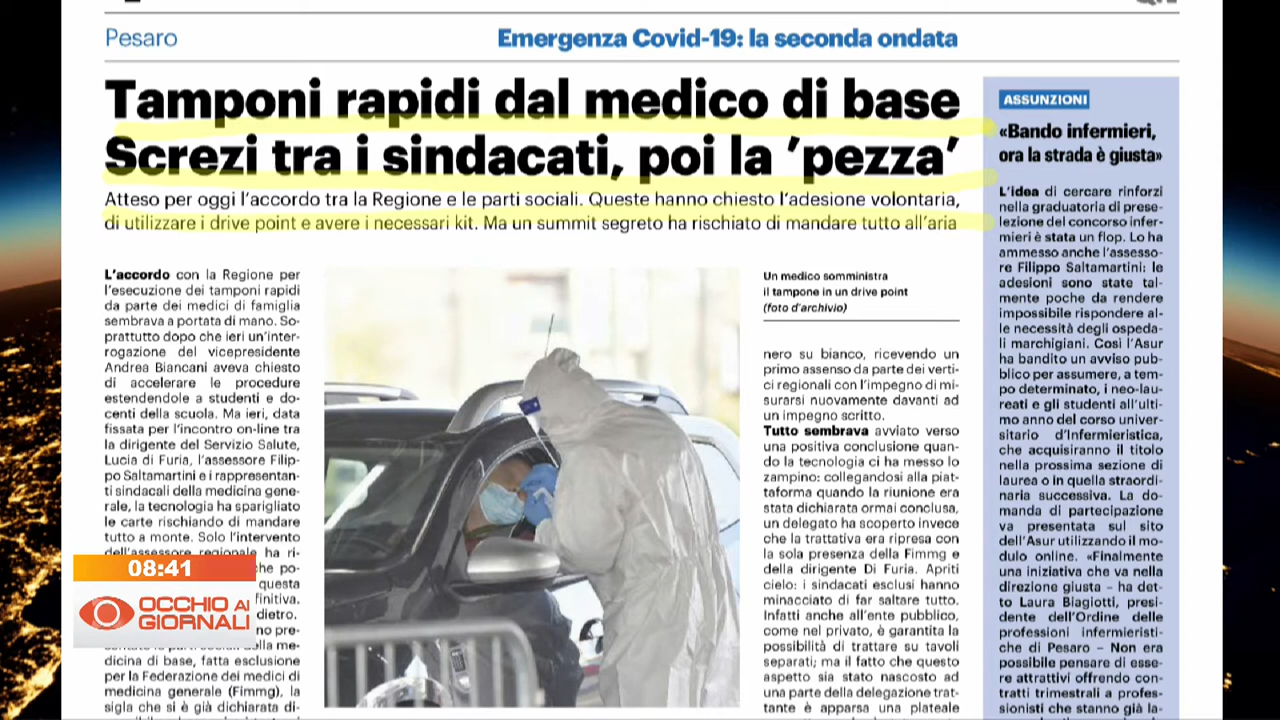 Pesaro
Emergenza Covid-19: la seconda ondata
Tamponi rapidi dal medico di base
Screzi tra i sindacati, poi la 'pezza'
Atteso per oggi l'accordo tra la Regione e le parti sociali. Queste hanno chiesto l'adesione volontaria,
di utilizzare i drive point e avere i necessari kit. Ma un summit segreto ha rischiato di mandare tutto all'aria
L'accordo con la Regione per
l'esecuzione dei tamponi rapidi
da parte dei medici di famiglia
sembrava a portata di mano. So-
prattutto dopo che ieri un'inter-
rogazione del vicepresidente
Andrea Biancani aveva chiesto
di accelerare le procedure
estendendole a studenti e do-
centi della scuola. Ma ieri, data
fissata per l'incontro on-line tra
la dirigente del Servizio Salute,
Lucia di Furia, l'assessore Filip-
po Saltamartini e i rappresentan-
ti sindacali della medicina gene-
rale, la tecnologia ha sparigliato
le carte rischiando di mandare
tutto a monte. Solo l'intervento
dell'assessore regionale ha ri-
che po-
questa
finitiva.
dietro.
no pre-
la me-
dicina di base, fatta esclusione
per la Federazione dei medici di
medicina generale (Fimmg), la
sigla che si è già dichiarata di-
08:41
OCCHIO AI
GIORNALI
Un medico somministra
il tampone in un drive point
(foto d'archivio)
nero su bianco, ricevendo un
primo assenso da parte dei verti-
ci regionali con l'impegno di mi-
surarsi nuovamente davanti ad
un impegno scritto.
Tutto sembrava avviato verso
una positiva conclusione quan-
do la tecnologia ci ha messo lo
zampino: collegandosi alla piat-
taforma quando la riunione era
stata dichiarata ormai conclusa,
un delegato ha scoperto invece
che la trattativa era ripresa con
la sola presenza della Fimmg e
della dirigente Di Furia. Apriti
cielo: i sindacati esclusi hanno
minacciato di far saltare tutto.
Infatti anche all'ente pubblico,
come nel privato, è garantita la
possibilità di trattare su tavoli
separati; ma il fatto che questo
aspetto sia stato nascosto ad
una parte della delegazione trat-
tante è apparsa una plateale
ASSUNZIONI
«Bando infermieri,
ora la strada è giusta»
L'idea di cercare rinforzi
nella graduatoria di prese-
lezione del concorso infer-
mieri è stata un flop. Lo ha
ammesso anche l'assesso-
re Filippo Saltamartini: le
adesioni sono state tal-
mente poche da rendere
impossibile rispondere al-
le necessità degli ospeda-
li marchigiani. Così l'Asur
ha bandito un avviso pub-
blico per assumere, a tem-
po determinato, i neo-lau-
reati e gli studenti all'ulti-
mo anno del corso univer-
sitario d'Infermieristica,
che acquisiranno il titolo
nella prossima sezione di
laurea o in quella straordi-
naria successiva. La do-
manda di partecipazione
va presentata sul sito
dell'Asur utilizzando il mo-
dulo online. «Finalmente
una iniziativa che va nella
direzione giusta – ha det-
to Laura Biagiotti, presi-
dente dell'Ordine delle
professioni infermieristi-
che di Pesaro – Non era
possibile pensare di esse-
re attrattivi offrendo con-
tratti trimestrali a profes-
sionisti che stanno già la-